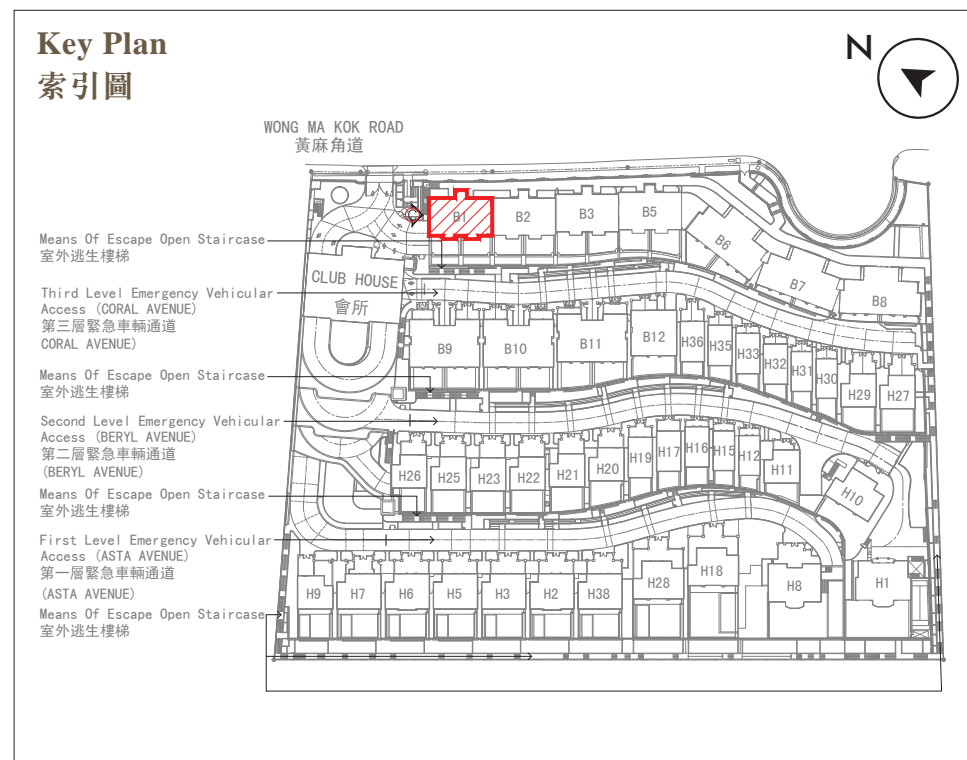 Key Plan
索引圖
N
WONG MA KOK ROAD
黃麻角道
B1
B2
B3
B5
B6
B7
B8
Means Of Escape Open Staircase
室外逃生樓梯
CLUB HOUSE
會所
Third Level Emergency Vehicular
Access (CORAL AVENUE)
第三層緊急車輛通道
CORAL AVENUE)
B9
B10
B11
B12
H36
H35
H33
H32
H31
H30
H29
H27
Means Of Escape Open Staircase
室外逃生樓梯
Second Level Emergency Vehicular
Access (BERYL AVENUE)
第二層緊急車輛通道
(BERYL AVENUE)
H26
H25
H23
H22
H21
H20
H19
H17
H16
H15
H12
H11
H10
Means Of Escape Open Staircase
室外逃生樓梯
First Level Emergency Vehicular
Access (ASTA AVENUE)
第一層緊急車輛通道
(ASTA AVENUE)
H9
H7
H6
H5
H3
H2
H38
H28
H18
H8
H1
Means Of Escape Open Staircase
室外逃生樓梯